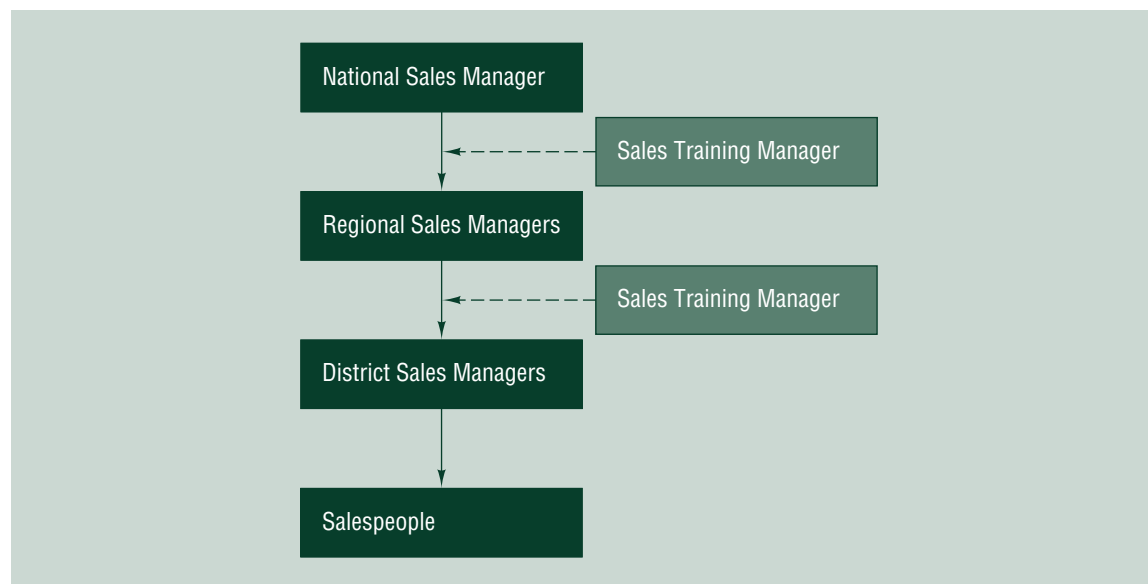 National Sales Manager
Sales Training Manager
Regional Sales Managers
Sales Training Manager
District Sales Managers
Salespeople